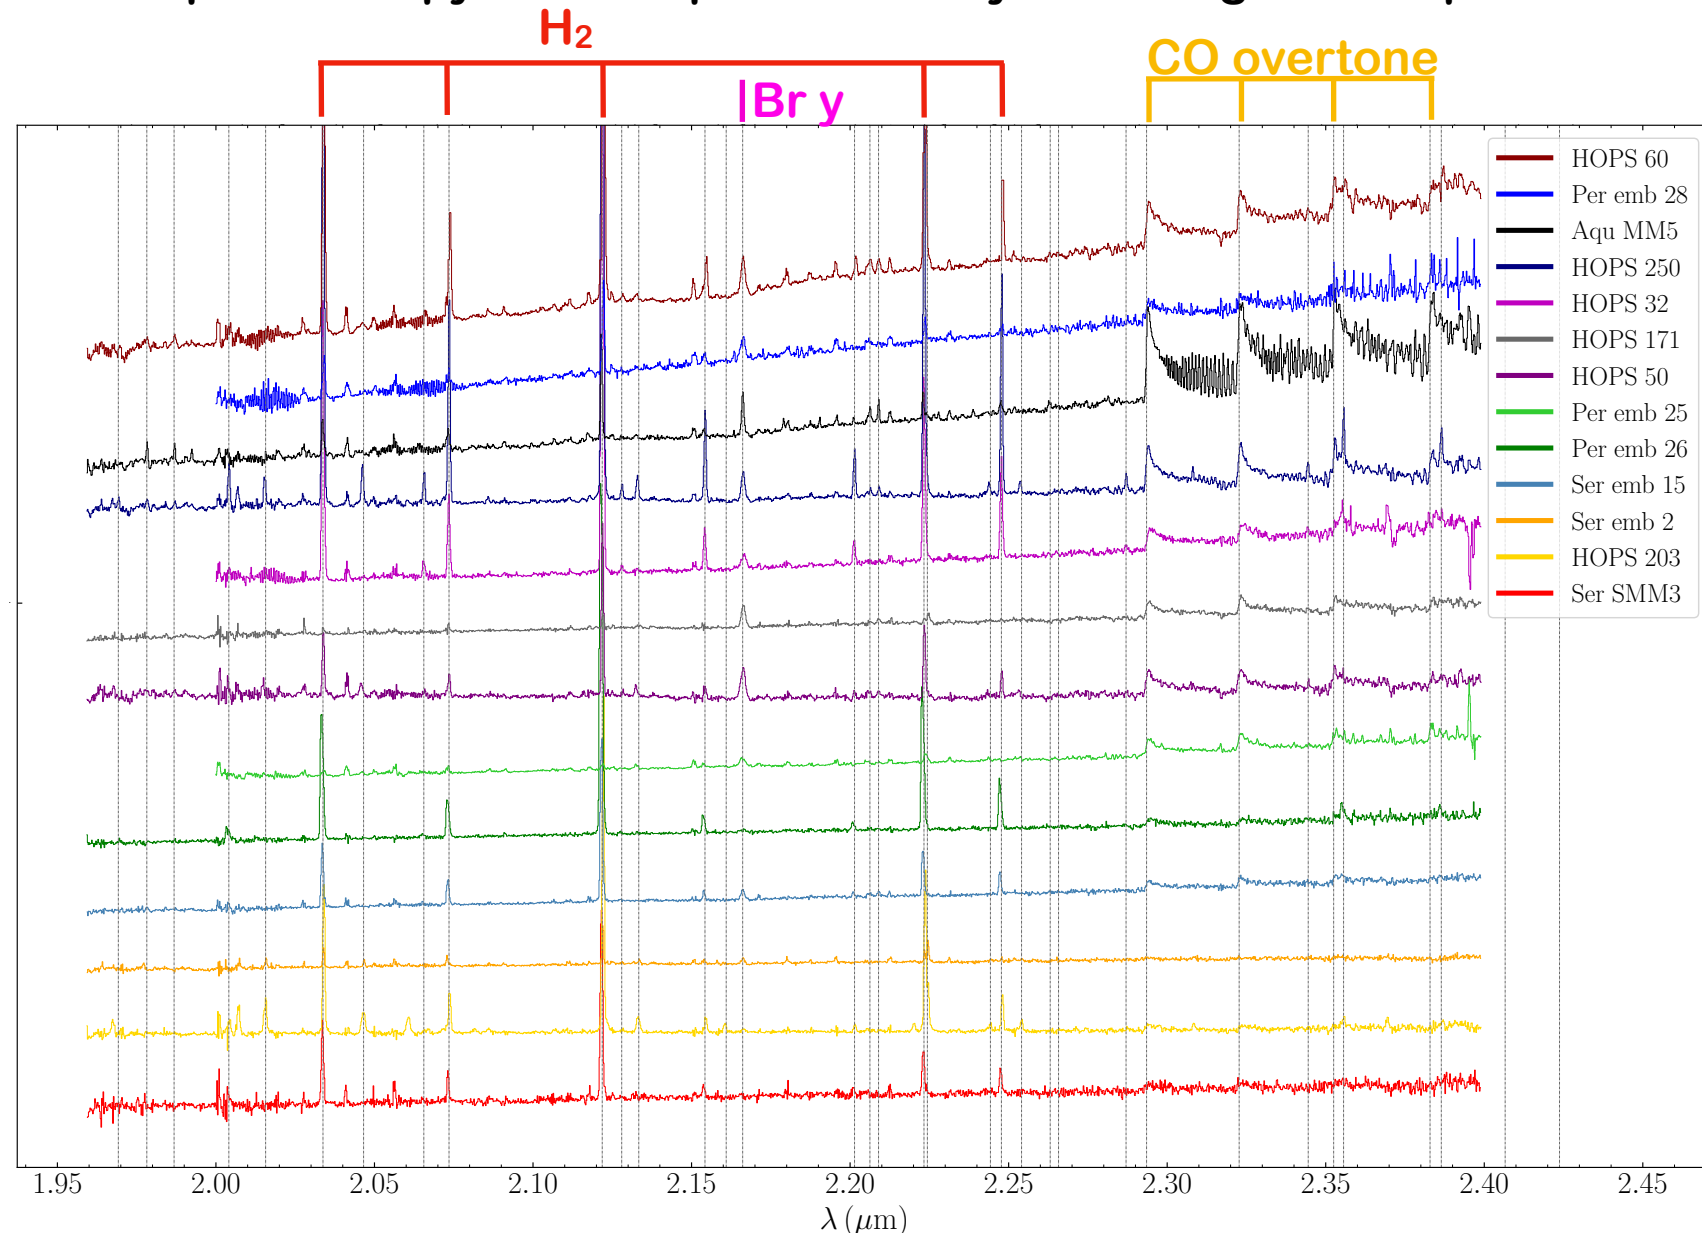 H₂
CO overtone
Br γ
HOPS 60
Per emb 28
Aqu MM5
HOPS 250
HOPS 32
HOPS 171
HOPS 50
Per emb 25
Per emb 26
Ser emb 15
Ser emb 2
HOPS 203
Ser SMM3
1.95 2.00 2.05 2.10 2.15 2.20 2.25 2.30 2.35 2.40 2.45
λ (μm)